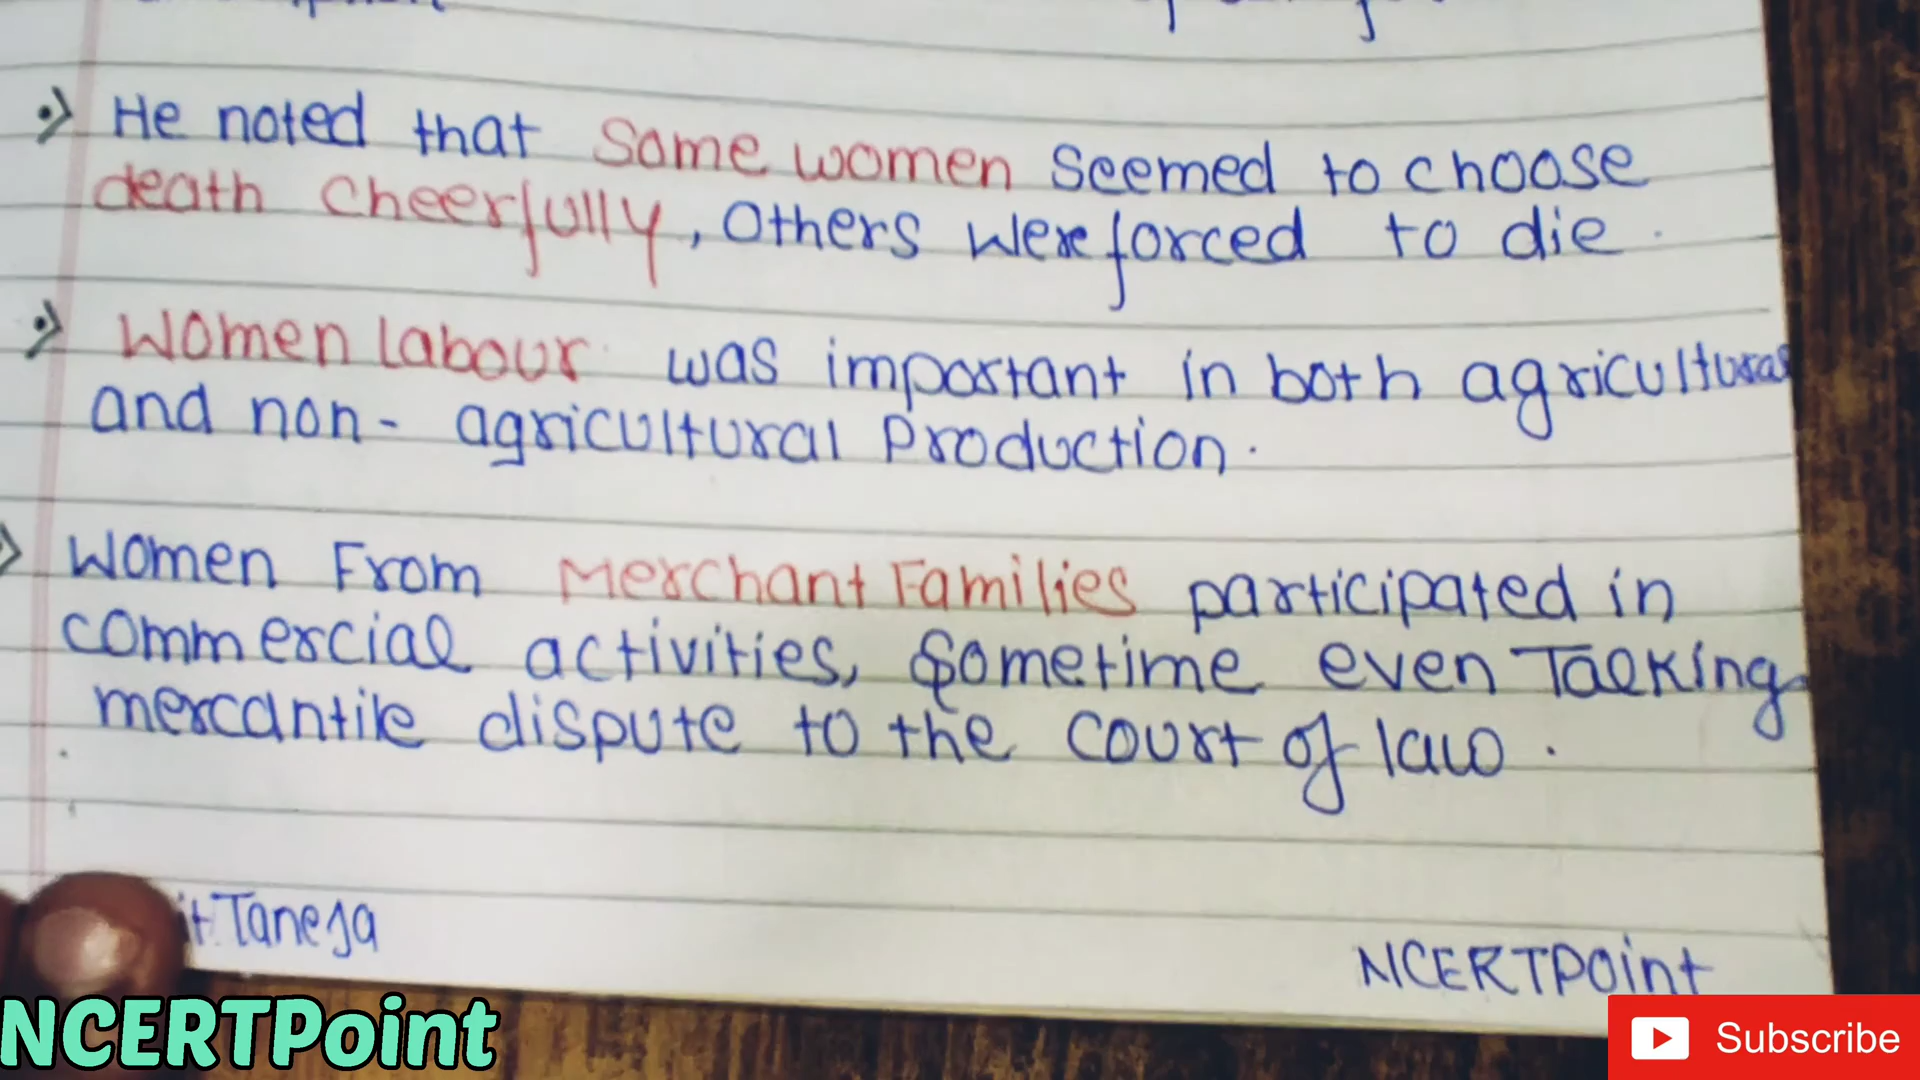 He noted that Some women Seemed to choose
death cheerfully, Others were forced to die.
Women labour was important in both agricultural
and non- agricultural Production.
Women From Merchant Families participated in
commercial activities, Sometime even Taeking
mercantile dispute to the court of law.
it Taneja
NCERTPoint
NCERTPoint
Subscribe